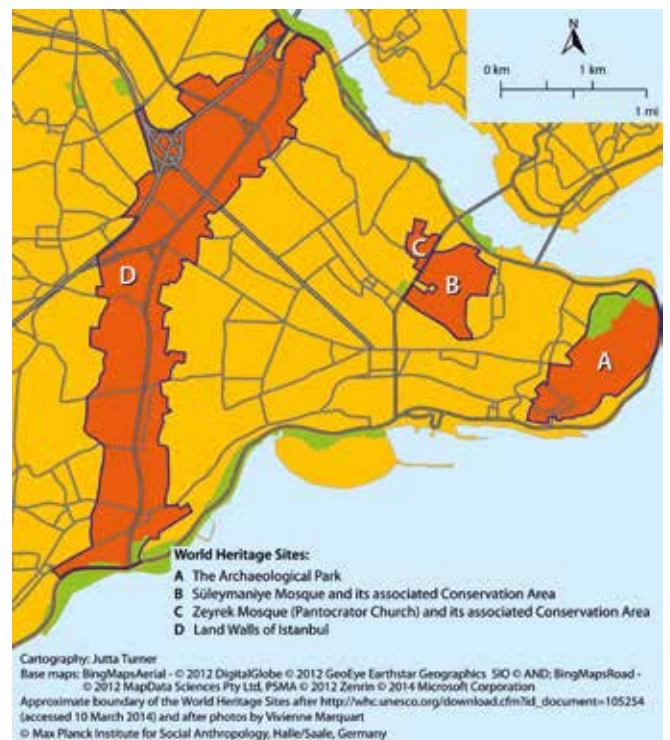 N
0 km 1 km
1 mi
C
B
D
A
World Heritage Sites:
A The Archaeological Park
B Süleymaniye Mosque and its associated Conservation Area
C Zeyrek Mosque (Pantocrator Church) and its associated Conservation Area
D Land Walls of Istanbul
Cartography: Jutta Turner
Base maps: BingMapsAerial - © 2012 DigitalGlobe © 2012 GeoEye Earthstar Geographics SIO © AND; BingMapsRoad -
© 2012 MapData Sciences Pty Ltd, PSMA © 2012 Zenrin © 2014 Microsoft Corporation
Approximate boundary of the World Heritage Sites after http://whc.unesco.org/download.cfm?id_document=105254
(accessed 10 March 2014) and after photos by Vivienne Marquart
© Max Planck Institute for Social Anthropology, Halle/Saale, Germany